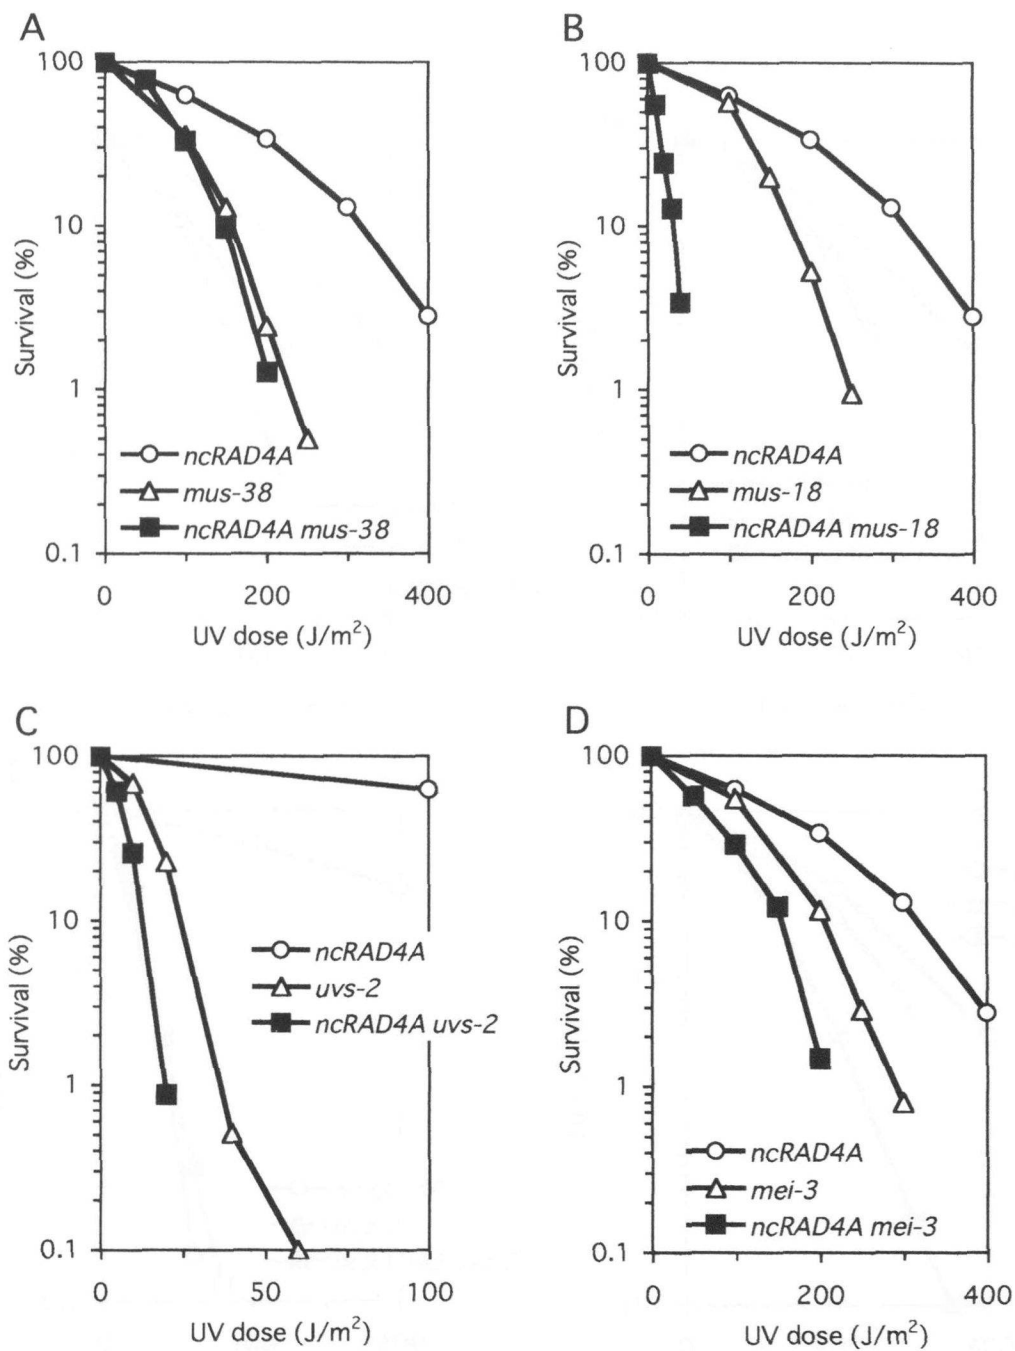 A
100
10
1
0.1
Survival (%)
ncRAD4A
mus-38
ncRAD4A mus-38
0 200 400
UV dose (J/m²)
B
100
10
1
0.1
Survival (%)
ncRAD4A
mus-18
ncRAD4A mus-18
0 200 400
UV dose (J/m²)
C
100
10
1
0.1
Survival (%)
ncRAD4A
uvs-2
ncRAD4A uvs-2
0 50 100
UV dose (J/m²)
D
100
10
1
0.1
Survival (%)
ncRAD4A
mei-3
ncRAD4A mei-3
0 200 400
UV dose (J/m²)